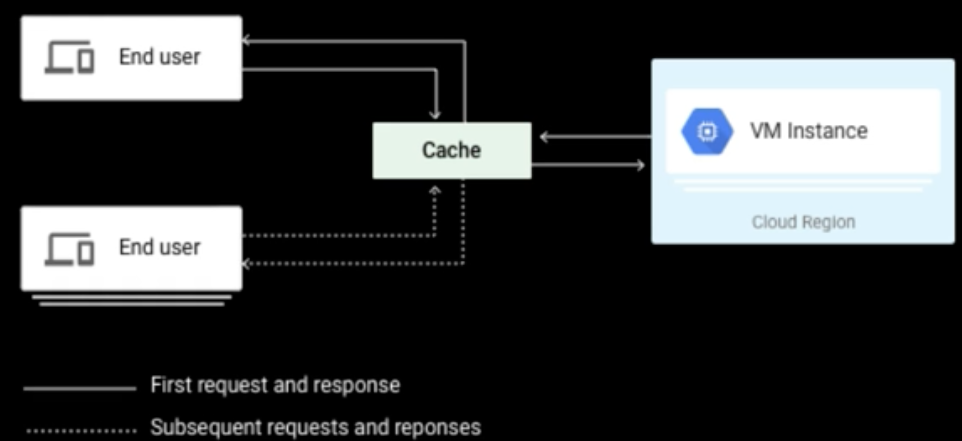 End user
Cache
VM Instance
Cloud Region
End user
First request and response
Subsequent requests and reponses